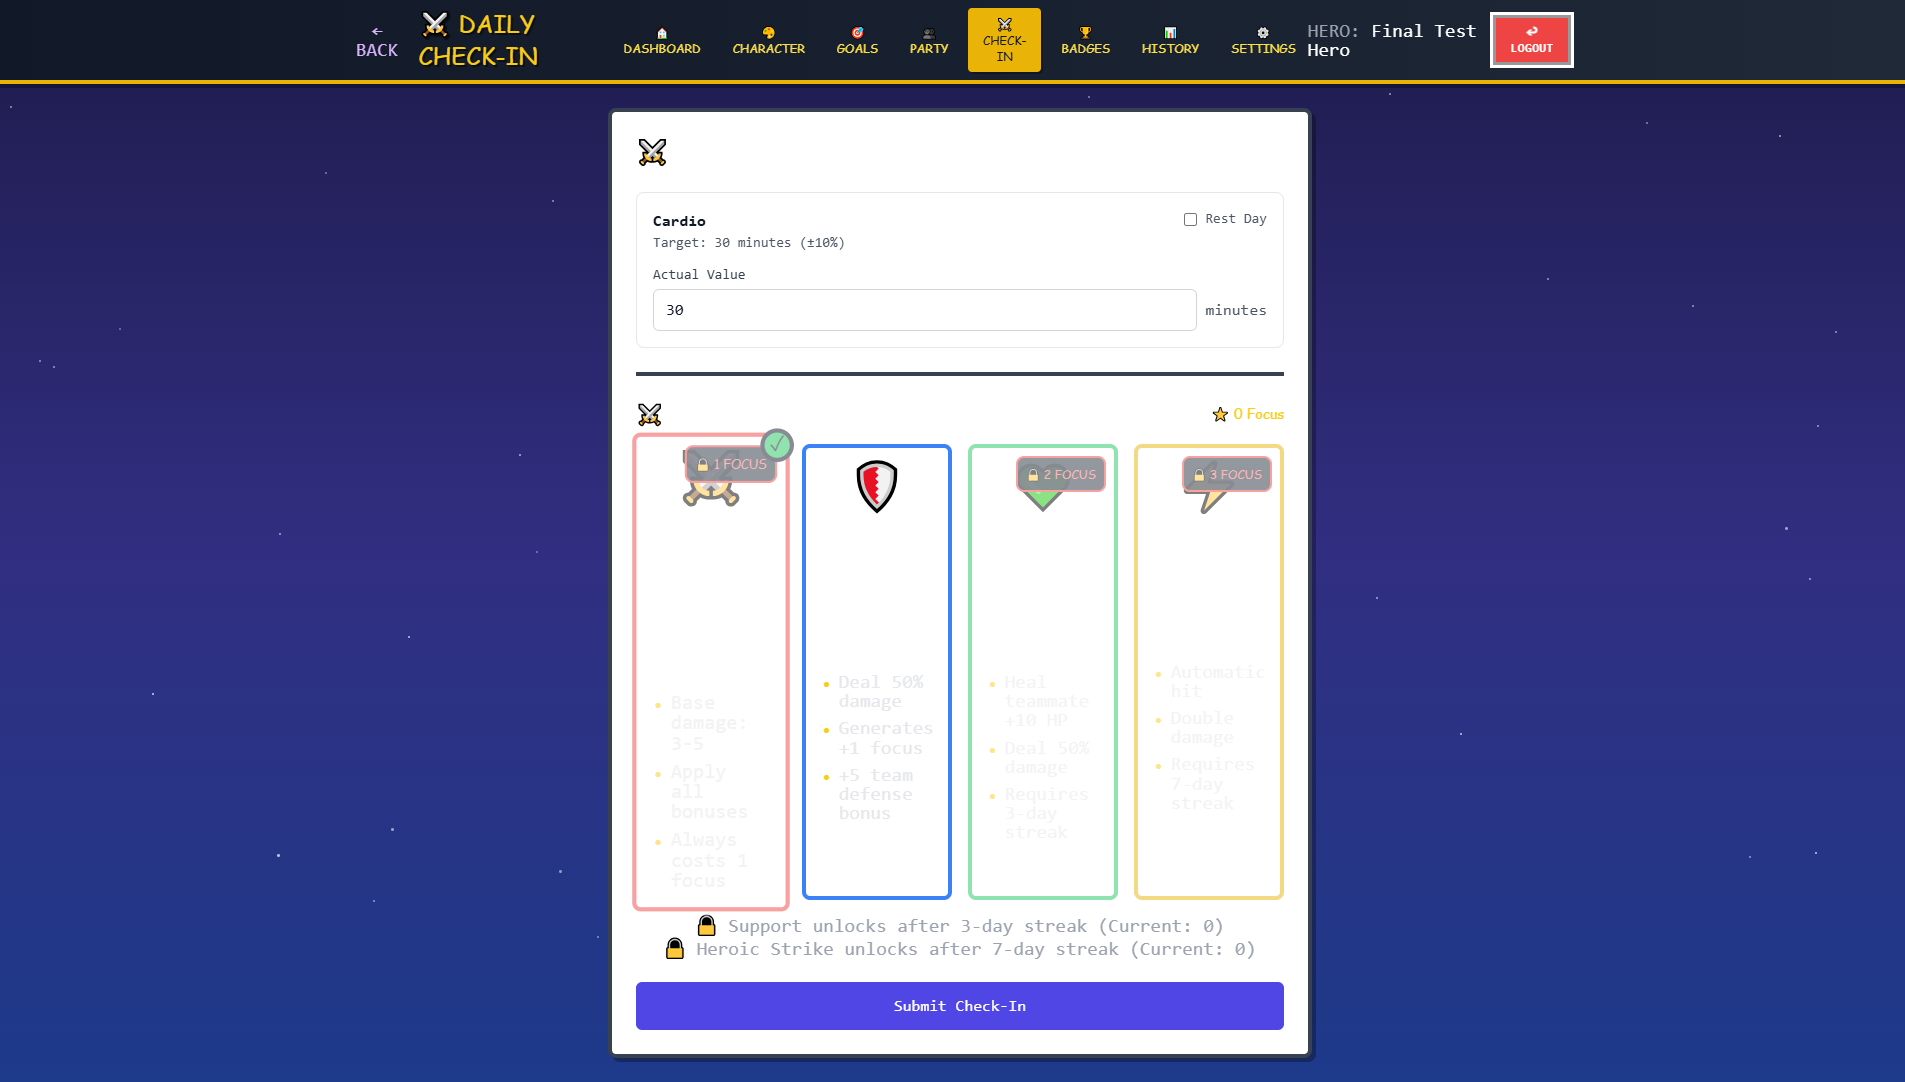 ← BACK
DAILY CHECK-IN
DASHBOARD
CHARACTER
GOALS
PARTY
CHECK-IN
BADGES
HISTORY
SETTINGS
HERO: Final Test Hero
LOGOUT
Cardio
Rest Day
Target: 30 minutes (±10%)
Actual Value
30
minutes
0 Focus
1 FOCUS
Base damage: 3-5
Apply all bonuses
Always costs 1 focus
Deal 50% damage
Generates +1 focus
+5 team defense bonus
2 FOCUS
Heal teammate +10 HP
Deal 50% damage
Requires 3-day streak
3 FOCUS
Automatic hit
Double damage
Requires 7-day streak
Support unlocks after 3-day streak (Current: 0)
Heroic Strike unlocks after 7-day streak (Current: 0)
Submit Check-In